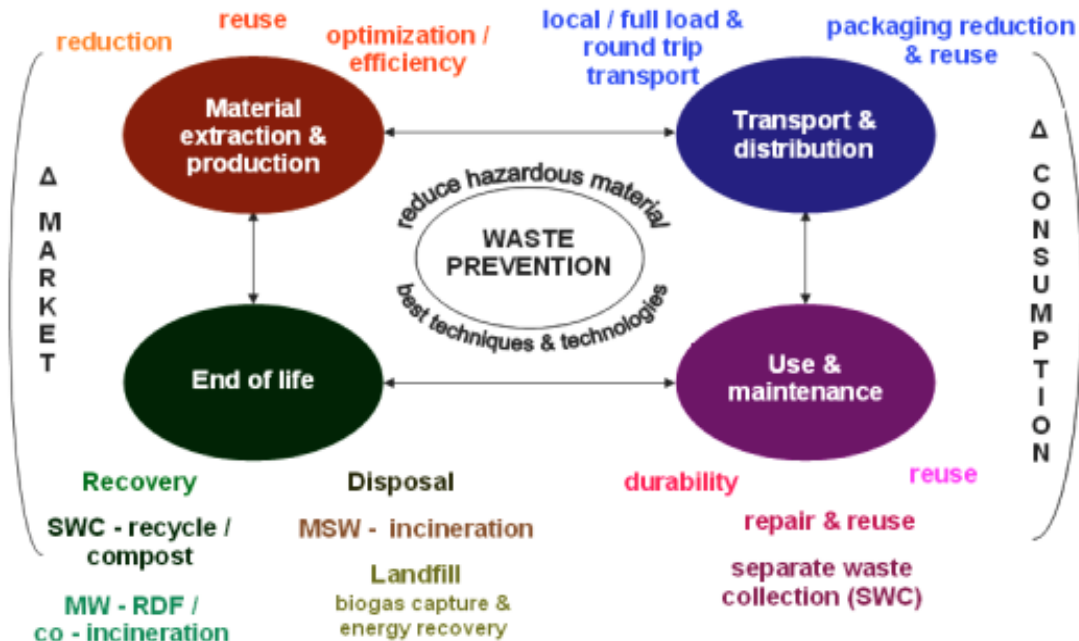 reduction
reuse
optimization /
efficiency
local / full load &
round trip
transport
packaging reduction
& reuse
Material
extraction &
production
Transport &
distribution
Δ MARKET
reduce hazardous material/
WASTE
PREVENTION
best techniques & technologies
Δ CONSUMPTION
End of life
Use &
maintenance
Recovery
SWC - recycle /
compost
MW - RDF /
co - incineration
Disposal
MSW - incineration
Landfill
biogas capture &
energy recovery
durability
reuse
repair & reuse
separate waste
collection (SWC)